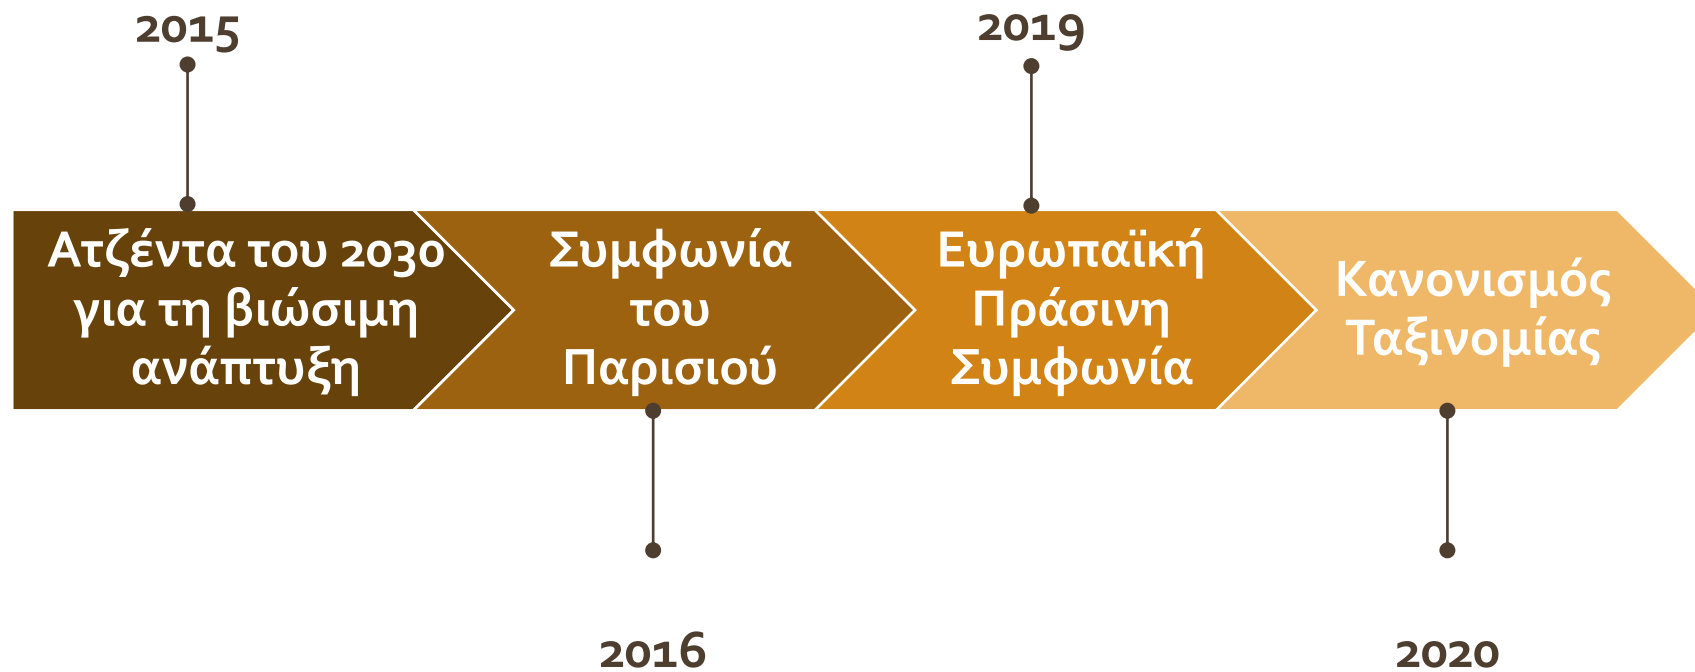 2015
2019
Ατζέντα του 2030
για τη βιώσιμη
ανάπτυξη
Συμφωνία
του
Παρισιού
Ευρωπαϊκή
Πράσινη
Συμφωνία
Κανονισμός
Ταξινομίας
2016
2020